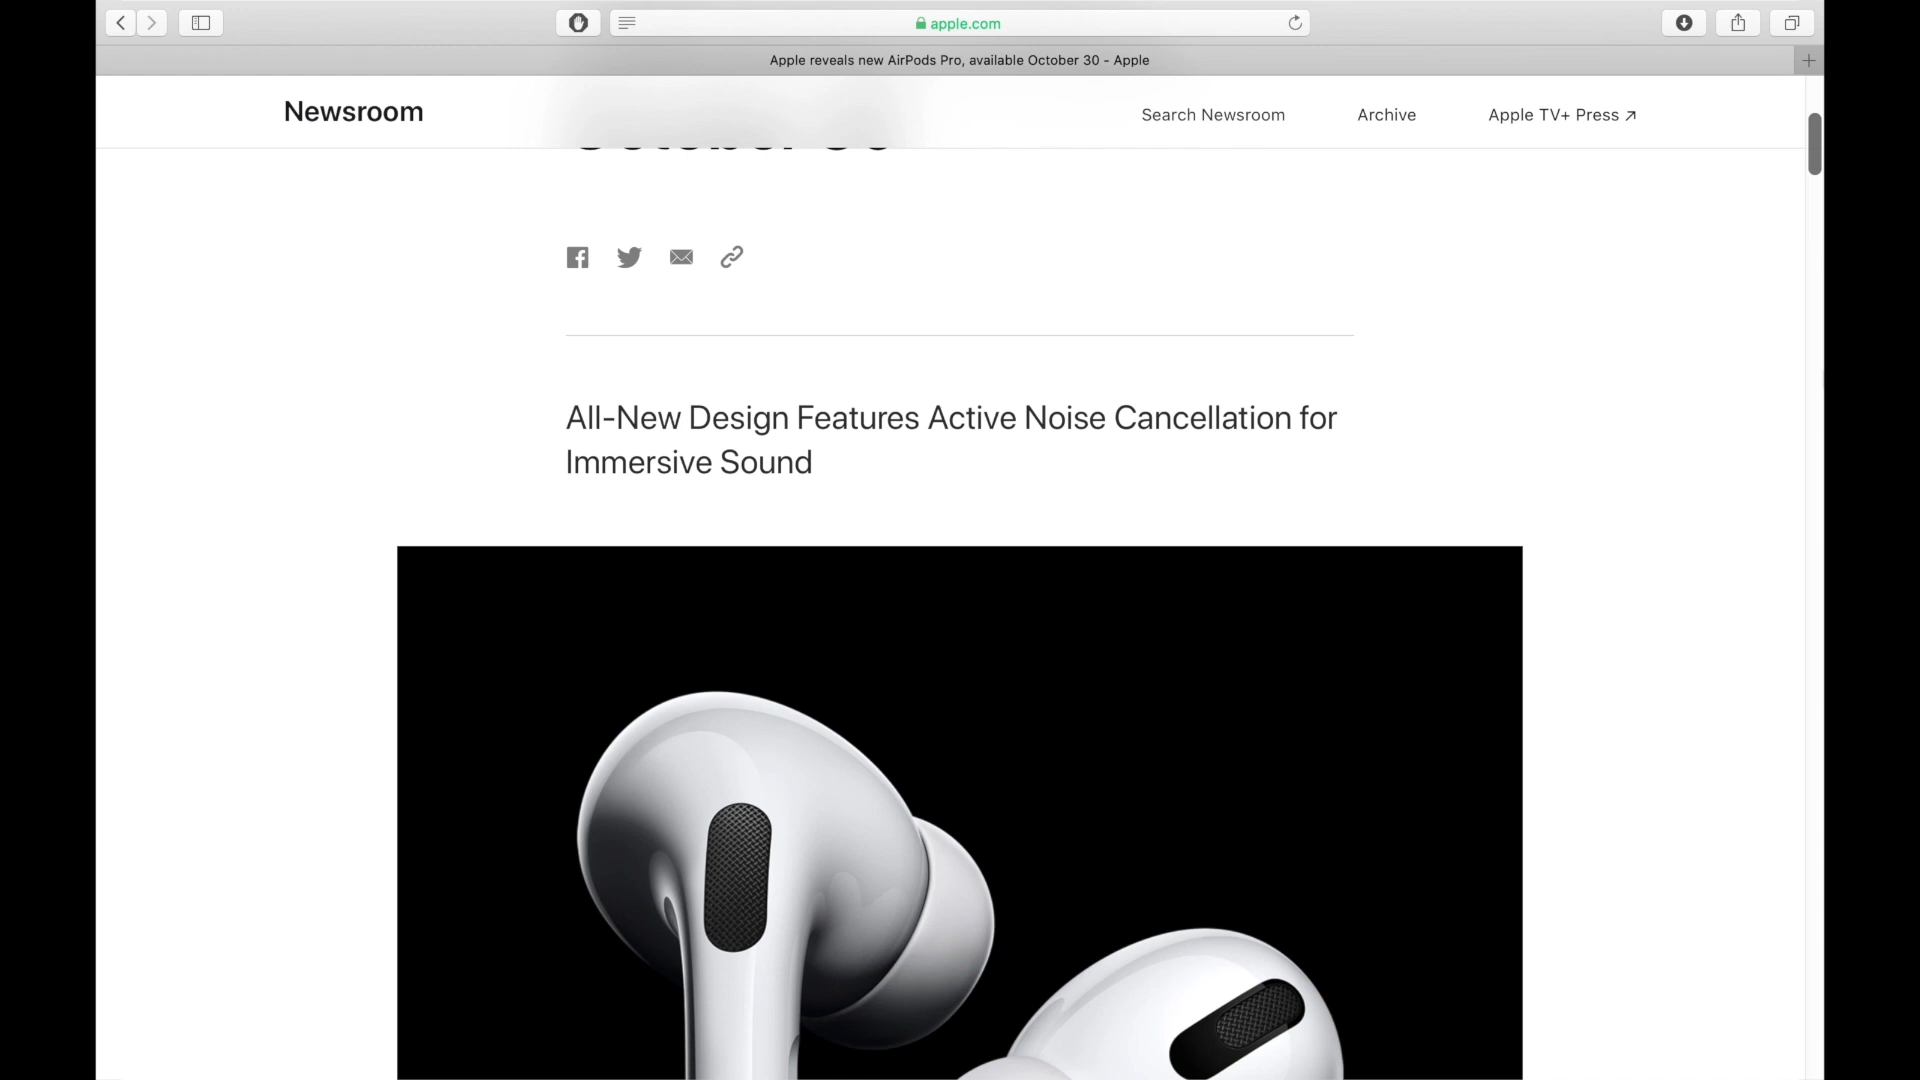 apple.com
Apple reveals new AirPods Pro, available October 30 - Apple
Newsroom
Search Newsroom
Archive
Apple TV+ Press ↗
All-New Design Features Active Noise Cancellation for
Immersive Sound